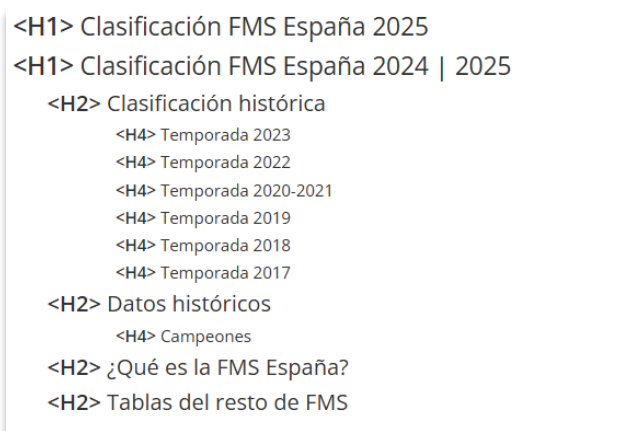 <H1> Clasificación FMS España 2025
<H1> Clasificación FMS España 2024 | 2025
<H2> Clasificación histórica
<H4> Temporada 2023
<H4> Temporada 2022
<H4> Temporada 2020-2021
<H4> Temporada 2019
<H4> Temporada 2018
<H4> Temporada 2017
<H2> Datos históricos
<H4> Campeones
<H2> ¿Qué es la FMS España?
<H2> Tablas del resto de FMS